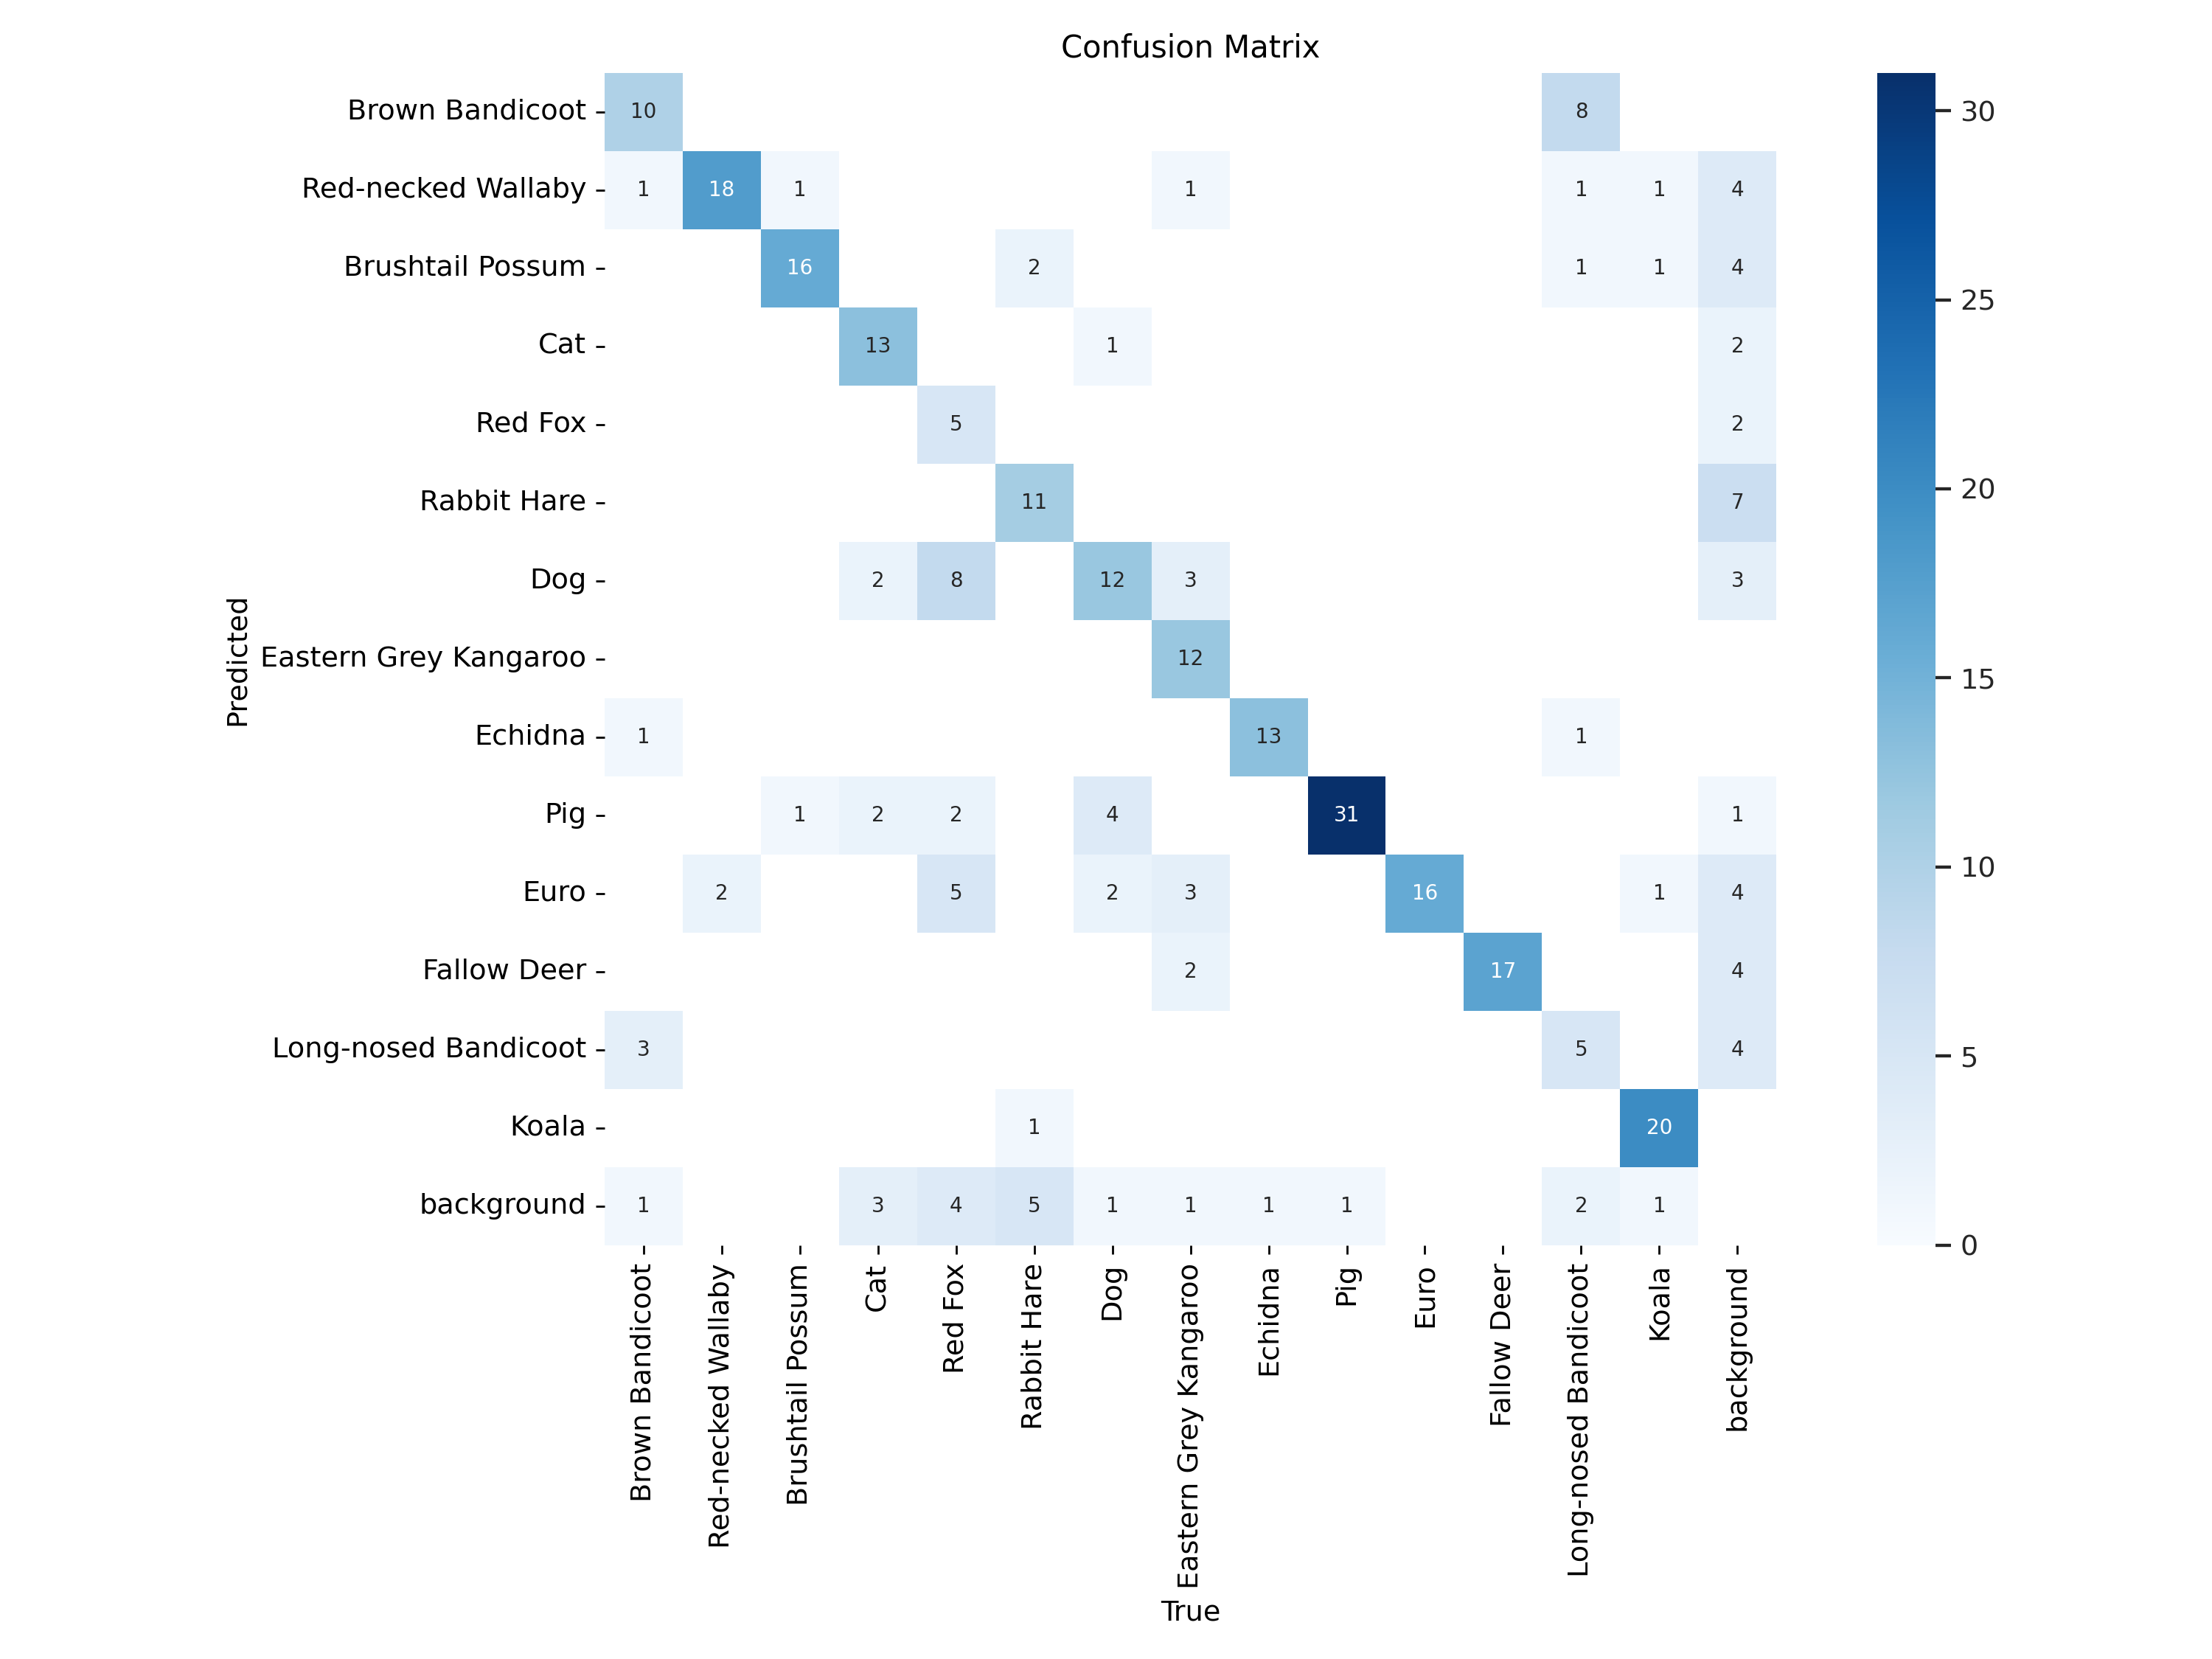 Confusion Matrix
Brown Bandicoot 10 8
Red-necked Wallaby 1 18 1 1 1 1 4
Brushtail Possum 16 2 1 1 4
Cat 13 1 2
Red Fox 5 2
Rabbit Hare 11 7
Dog 2 8 12 3 3
Eastern Grey Kangaroo 12
Echidna 1 13 1
Pig 1 2 2 4 31 1
Euro 2 5 2 3 16 1 4
Fallow Deer 2 17 4
Long-nosed Bandicoot 3 5 4
Koala 1 20
background 1 3 4 5 1 1 1 1 2 1
Predicted
Brown Bandicoot
Red-necked Wallaby
Brushtail Possum
Cat
Red Fox
Rabbit Hare
Dog
Eastern Grey Kangaroo
Echidna
Pig
Euro
Fallow Deer
Long-nosed Bandicoot
Koala
background
True
30
25
20
15
10
5
0